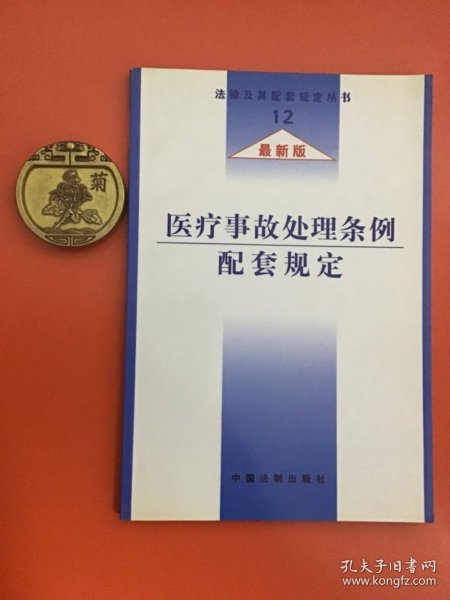 法律及其配套规定丛书
12
最新版
医疗事故处理条例
配套规定
中国法制出版社
菊
孔夫子旧书网
www.kongfz.com